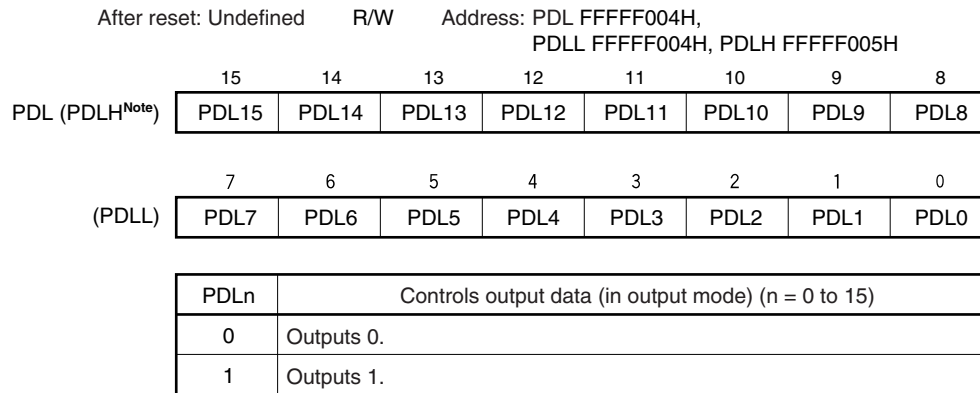 After reset: Undefined R/W Address: PDL FFFFF004H,
PDLL FFFFF004H, PDLH FFFFF005H
15 14 13 12 11 10 9 8
PDL (PDLH^Note) PDL15 PDL14 PDL13 PDL12 PDL11 PDL10 PDL9 PDL8
7 6 5 4 3 2 1 0
(PDLL) PDL7 PDL6 PDL5 PDL4 PDL3 PDL2 PDL1 PDL0
PDLn Controls output data (in output mode) (n = 0 to 15)
0 Outputs 0.
1 Outputs 1.